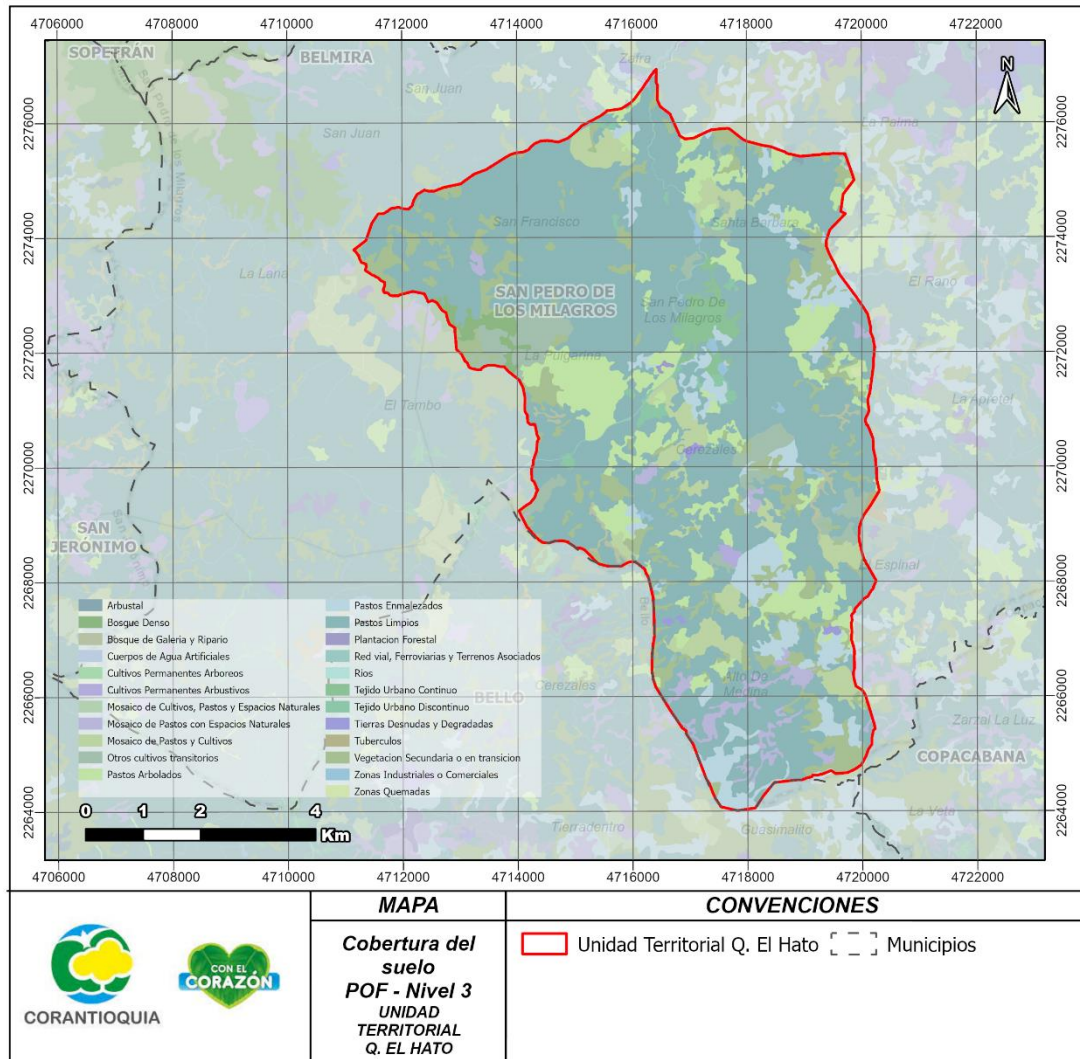 4706000 4708000 4710000 4712000 4714000 4716000 4718000 4720000 4722000
SOPETRÁN
BELMIRA
Zafra
N
San Juan
2276000
2276000
San Juan
La Palma
Pedro de los Milagros
San Francisco
Santa Barbara
2274000
2274000
La Lana
El Rano
SAN PEDRO DE
LOS MILAGROS
San Pedro De
Los Milagros
2272000
2272000
La Pulgarina
El Tambo
La Apretel
Cerezales
2270000
2270000
SAN
JERÓNIMO
Espinal
2268000
2268000
Arbustal
Bosque Denso
Bosque de Galeria y Ripario
Cuerpos de Agua Artificiales
Cultivos Permanentes Arboreos
Cultivos Permanentes Arbustivos
Mosaico de Cultivos, Pastos y Espacios Naturales
Mosaico de Pastos con Espacios Naturales
Mosaico de Pastos y Cultivos
Otros cultivos transitorios
Pastos Arbolados
Pastos Enmalezados
Pastos Limpios
Plantacion Forestal
Red vial, Ferroviarias y Terrenos Asociados
Rios
Tejido Urbano Continuo
Tejido Urbano Discontinuo
Tierras Desnudas y Degradadas
Tuberculos
Vegetacion Secundaria o en transicion
Zonas Industriales o Comerciales
Zonas Quemadas
Alto De
Medina
2266000
2266000
BELLO
Cerezales
Zarzal La Luz
COPACABANA
2264000
2264000
La Veta
Tierradentro
Guasimalito
0 1 2 4
Km
4706000 4708000 4710000 4712000 4714000 4716000 4718000 4720000 4722000
CORANTIOQUIA
CON EL
CORAZÓN
MAPA
Cobertura del
suelo
POF - Nivel 3
UNIDAD
TERRITORIAL
Q. EL HATO
CONVENCIONES
Unidad Territorial Q. El Hato
Municipios